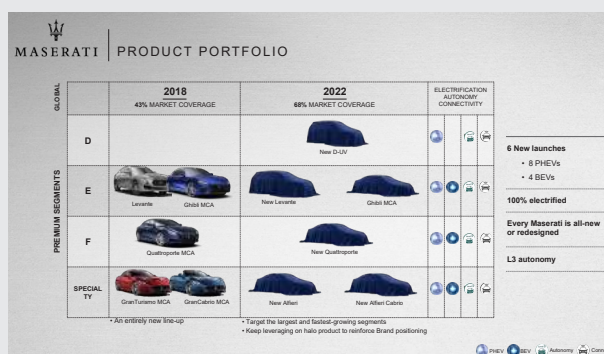 MASERATI
PRODUCT PORTFOLIO
GLOBAL
PREMIUM SEGMENTS
2018
43% MARKET COVERAGE
2022
68% MARKET COVERAGE
ELECTRIFICATION
AUTONOMY
CONNECTIVITY
D
New D-UV
E
Levante
Ghibli MCA
New Levante
Ghibli MCA
F
Quattroporte MCA
New Quattroporte
SPECIAL
TY
GranTurismo MCA
GranCabrio MCA
New Alfieri
New Alfieri Cabrio
• An entirely new line-up
• Target the largest and fastest-growing segments
• Keep leveraging on halo product to reinforce Brand positioning
6 New launches
• 8 PHEVs
• 4 BEVs
100% electrified
Every Maserati is all-new
or redesigned
L3 autonomy
PHEV
BEV
Autonomy
Conn